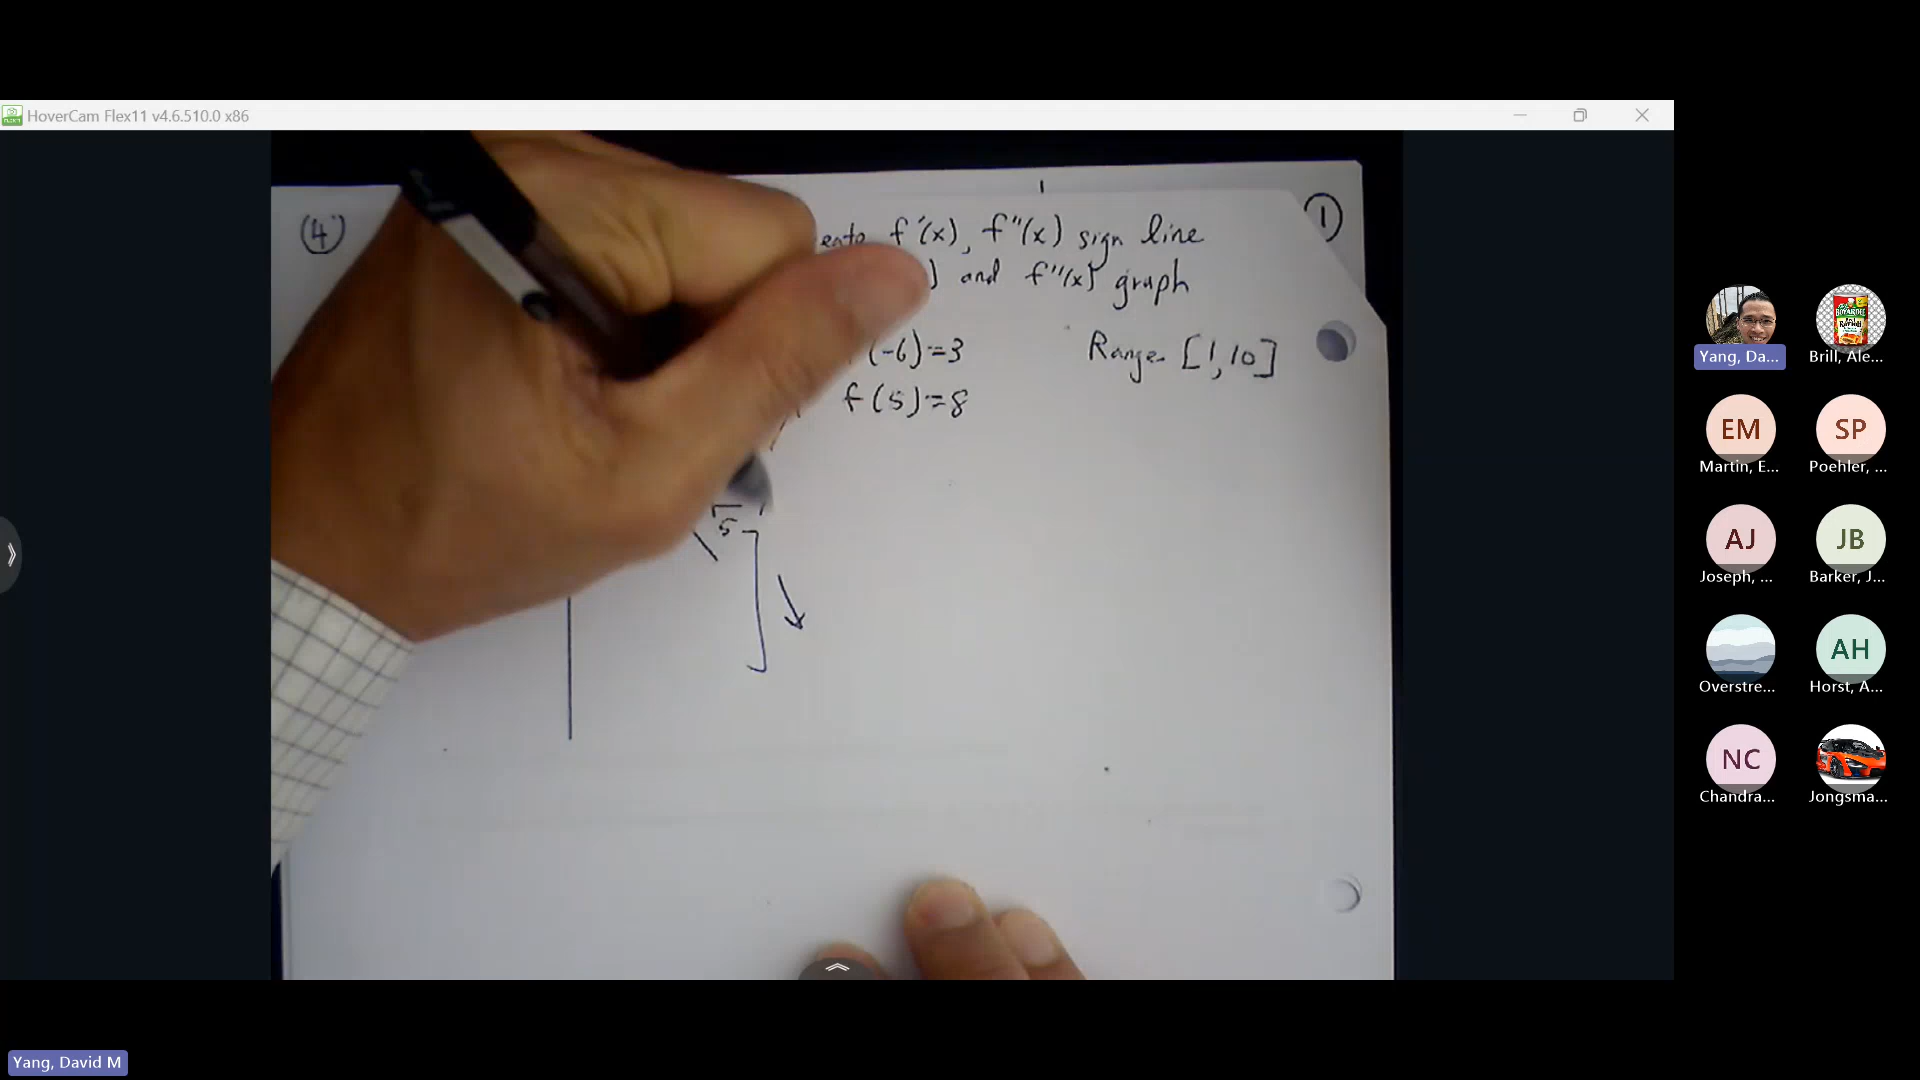 HoverCam Flex11 v4.6.510.0 x86
(4) f'(x), f''(x) sign line
1
and f''(x) graph
(-6)=3 Range [1,10]
f(5)=8
5
Yang, Da...
Brill, Ale...
EM
Martin, E...
SP
Poehler, ...
AJ
Joseph, ...
JB
Barker, J...
Overstre...
AH
Horst, A...
NC
Chandra...
Jongsma...
Yang, David M